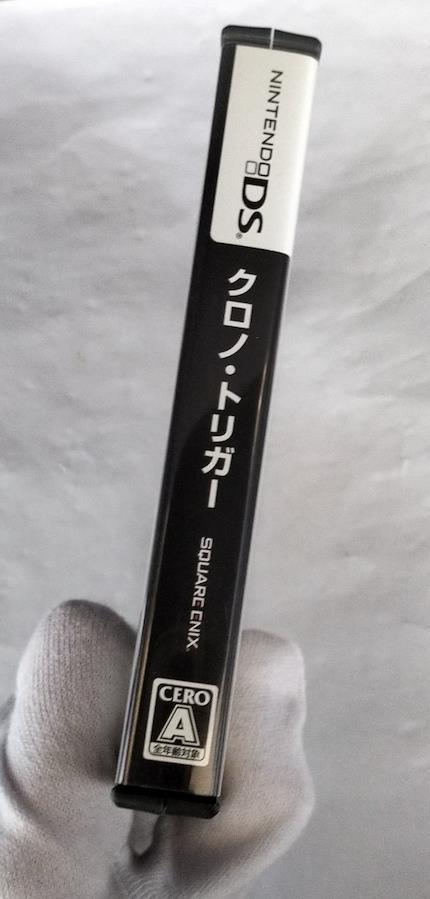 NINTENDO DS®
クロノ・トリガー
SQUARE ENIX.
CERO
A
全年齢対象